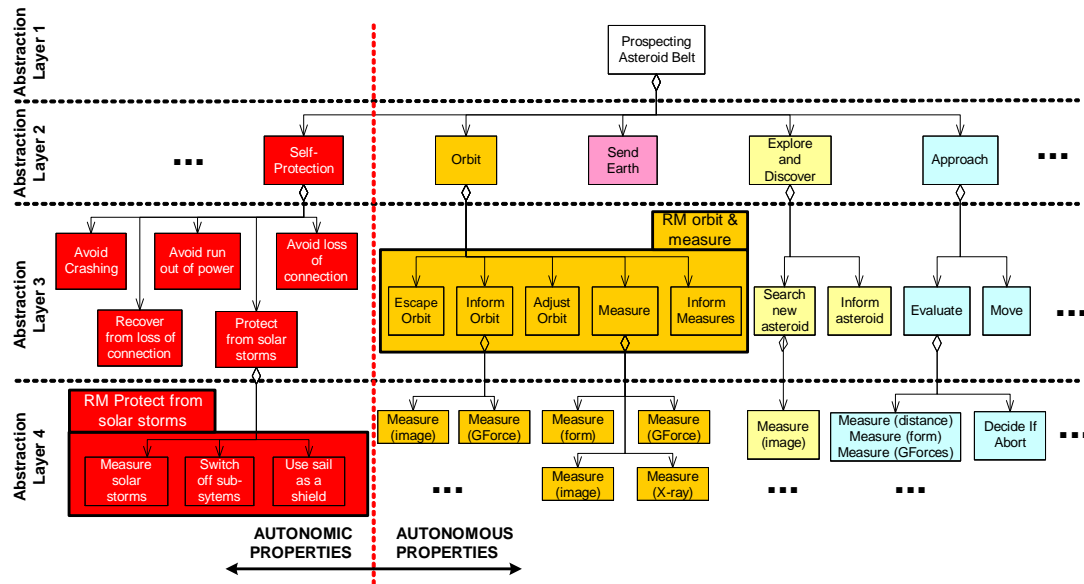 Abstraction
Layer 1
Prospecting
Asteroid Belt
Abstraction
Layer 2
...
Self-
Protection
Orbit
Send
Earth
Explore
and
Discover
Approach
...
Abstraction
Layer 3
Avoid
Crashing
Avoid run
out of power
Avoid loss
of
connection
Recover
from loss of
connection
Protect
from solar
storms
RM orbit &
measure
Escape
Orbit
Inform
Orbit
Adjust
Orbit
Measure
Inform
Measures
Search
new
asteroid
Inform
asteroid
Evaluate
Move
...
Abstraction
Layer 4
RM Protect from
solar storms
Measure
solar
storms
Switch
off sub-
sytems
Use sail
as a
shield
Measure
(image)
Measure
(GForce)
...
Measure
(form)
Measure
(GForce)
Measure
(image)
Measure
(X-ray)
Measure
(image)
...
Measure (distance)
Measure (form)
Measure (GForces)
...
Decide If
Abort
...
AUTONOMIC
PROPERTIES
AUTONOMOUS
PROPERTIES